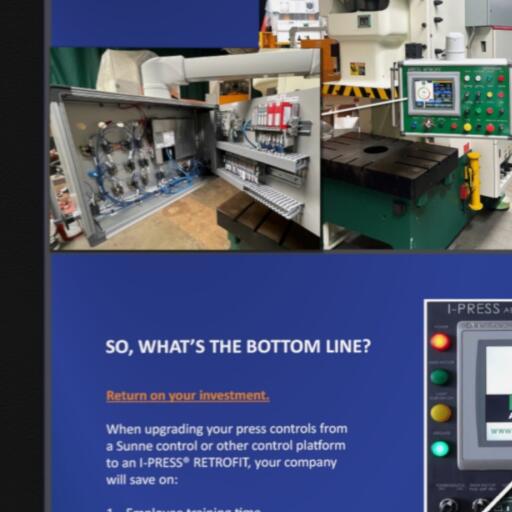 SO, WHAT'S THE BOTTOM LINE?
Return on your investment.
When upgrading your press controls from
a Sunne control or other control platform
to an I-PRESS® RETROFIT, your company
will save on:
1. Employee training time
I-PRESS
www